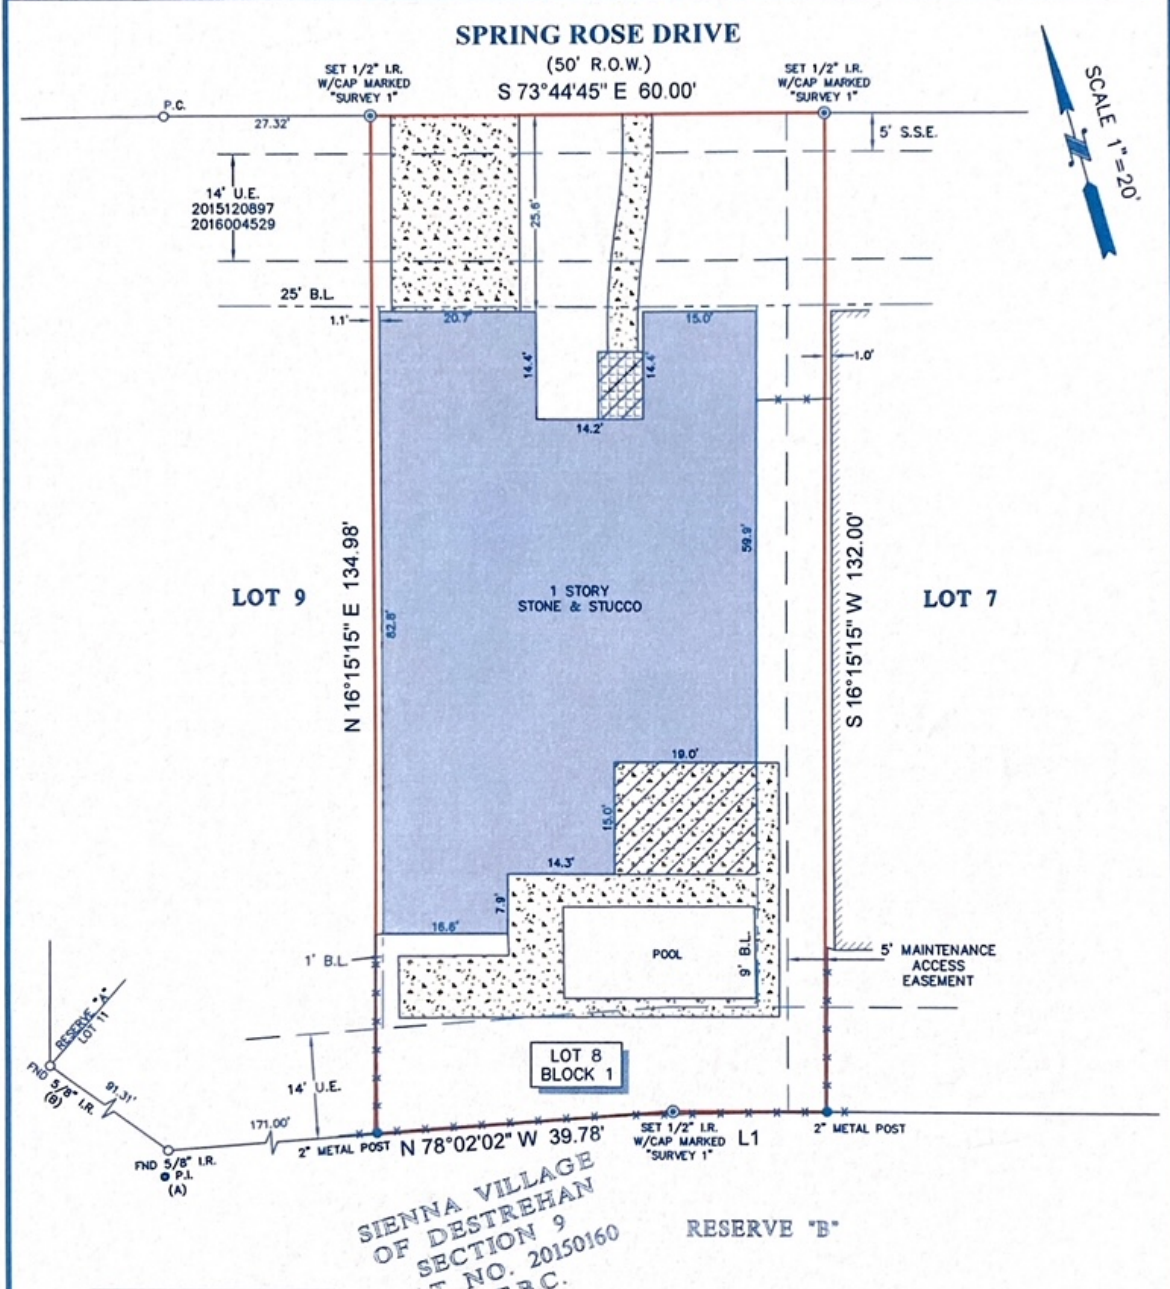 SPRING ROSE DRIVE
(50' R.O.W.)
S 73°44'45" E  60.00'
SET 1/2" I.R.
W/CAP MARKED
"SURVEY 1"
SET 1/2" I.R.
W/CAP MARKED
"SURVEY 1"
SCALE 1"=20'
P.C.
27.32'
5' S.S.E.
14' U.E.
2015120897
2016004529
25.6'
25' B.L.
1.1'
20.7'
15.0'
14.4'
14.4'
1.0'
14.2'
59.9'
N 16°15'15" E  134.98'
S 16°15'15" W  132.00'
LOT 9
1 STORY
STONE & STUCCO
LOT 7
82.8'
19.0'
15.0'
14.3'
7.9'
16.6'
1' B.L.
POOL
9' B.L.
5' MAINTENANCE
ACCESS
EASEMENT
RESERVE "A"
LOT 11
LOT 8
BLOCK 1
FND 5/8" I.R.
(B)
91.31'
14' U.E.
171.00'
2" METAL POST
N 78°02'02" W  39.78'
SET 1/2" I.R.
W/CAP MARKED
"SURVEY 1"
L1
2" METAL POST
FND 5/8" I.R.
@ P.I.
(A)
SIENNA VILLAGE
OF DESTREHAN
SECTION 9
NO. 20150160
RESERVE "B"